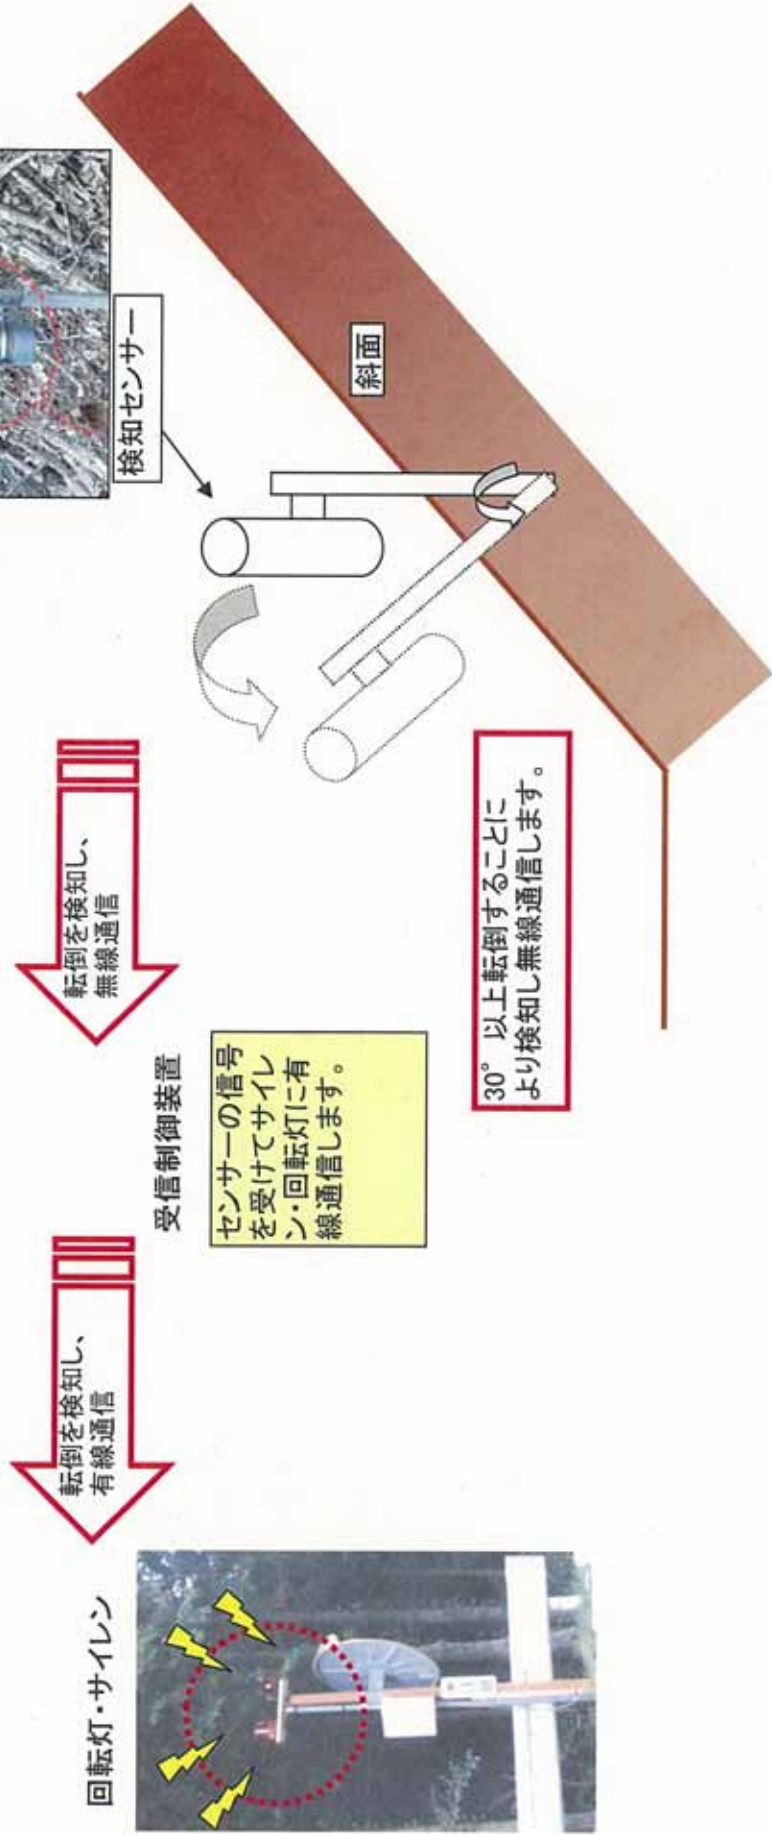 回転灯・サイレン
転倒を検知し、
有線通信
受信制御装置
センサーの信号
を受けてサイレ
ン・回転灯に有
線通信します。
転倒を検知し、
無線通信
30°以上転倒することに
より検知し無線通信します。
検知センサー
斜面